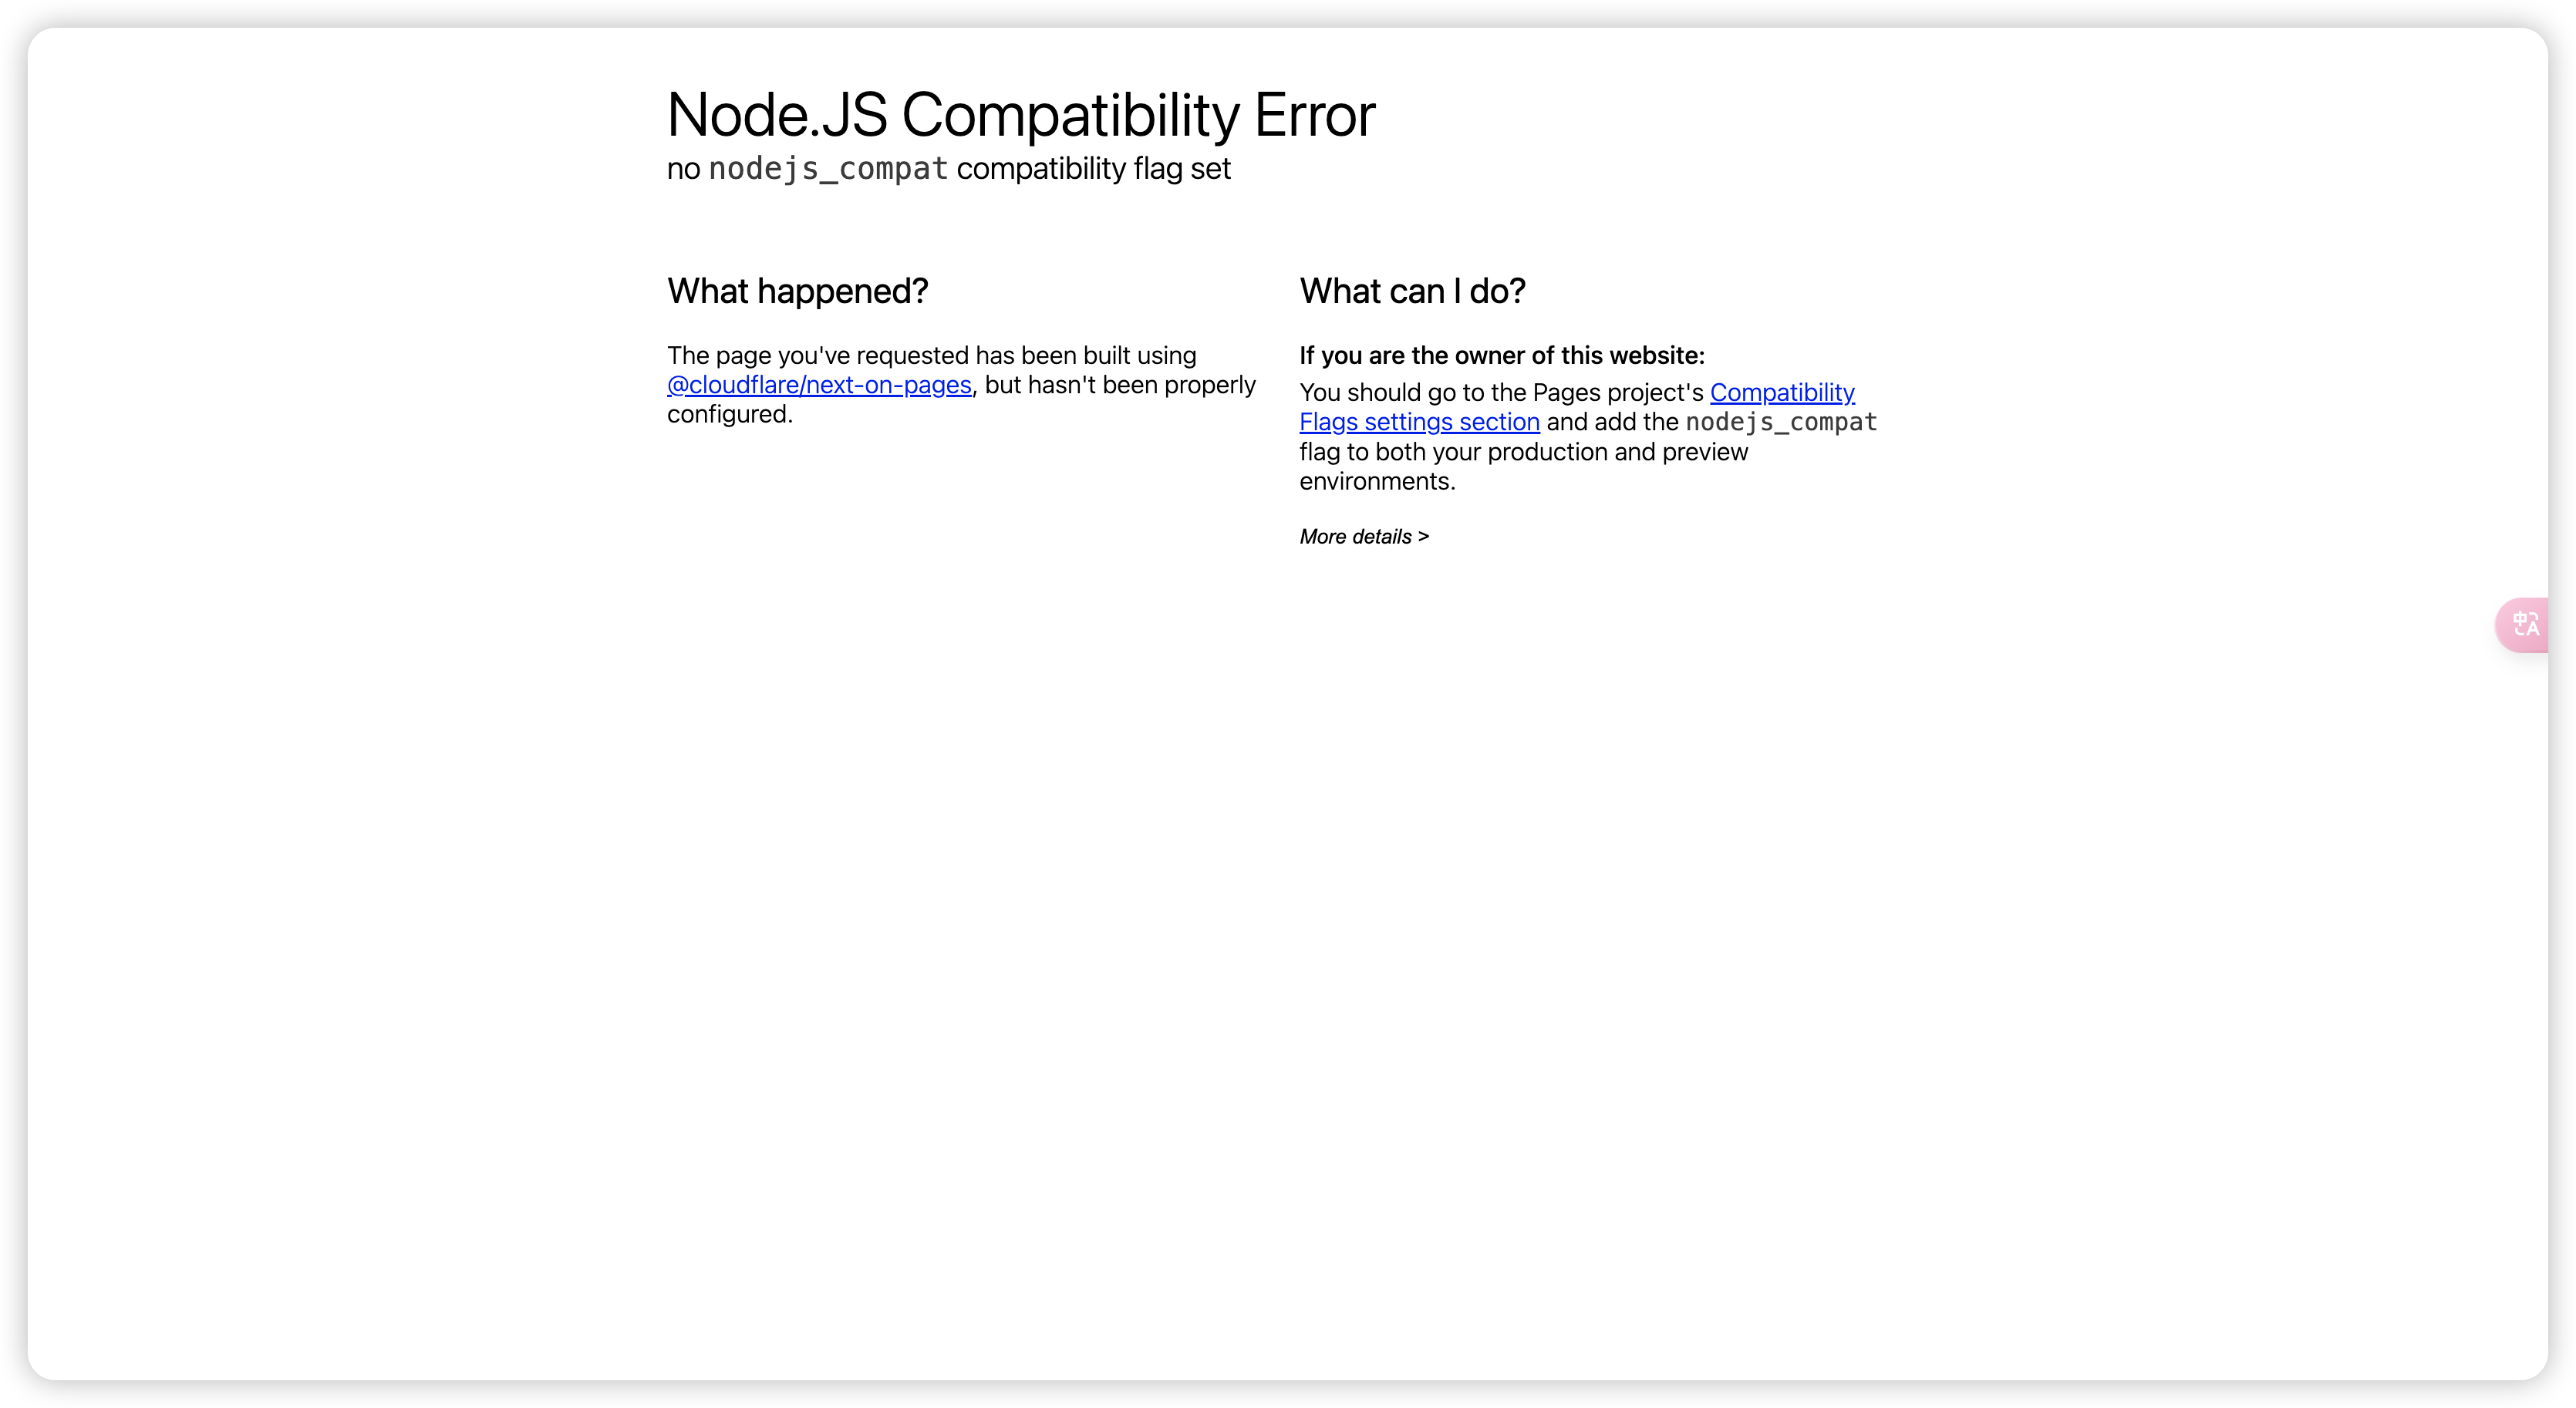 Node.JS Compatibility Error
no nodejs_compat compatibility flag set
What happened?
The page you've requested has been built using
@cloudflare/next-on-pages, but hasn't been properly
configured.
What can I do?
If you are the owner of this website:
You should go to the Pages project's Compatibility
Flags settings section and add the nodejs_compat
flag to both your production and preview
environments.
More details >
中A